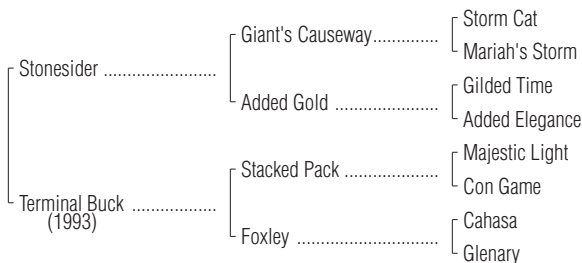 Storm Cat
Giant's Causeway..............
Mariah's Storm
Stonesider ........................
Gilded Time
Added Gold ......................
Added Elegance
Majestic Light
Stacked Pack ....................
Con Game
Terminal Buck ..................
(1993)
Cahasa
Foxley ..............................
Glenary